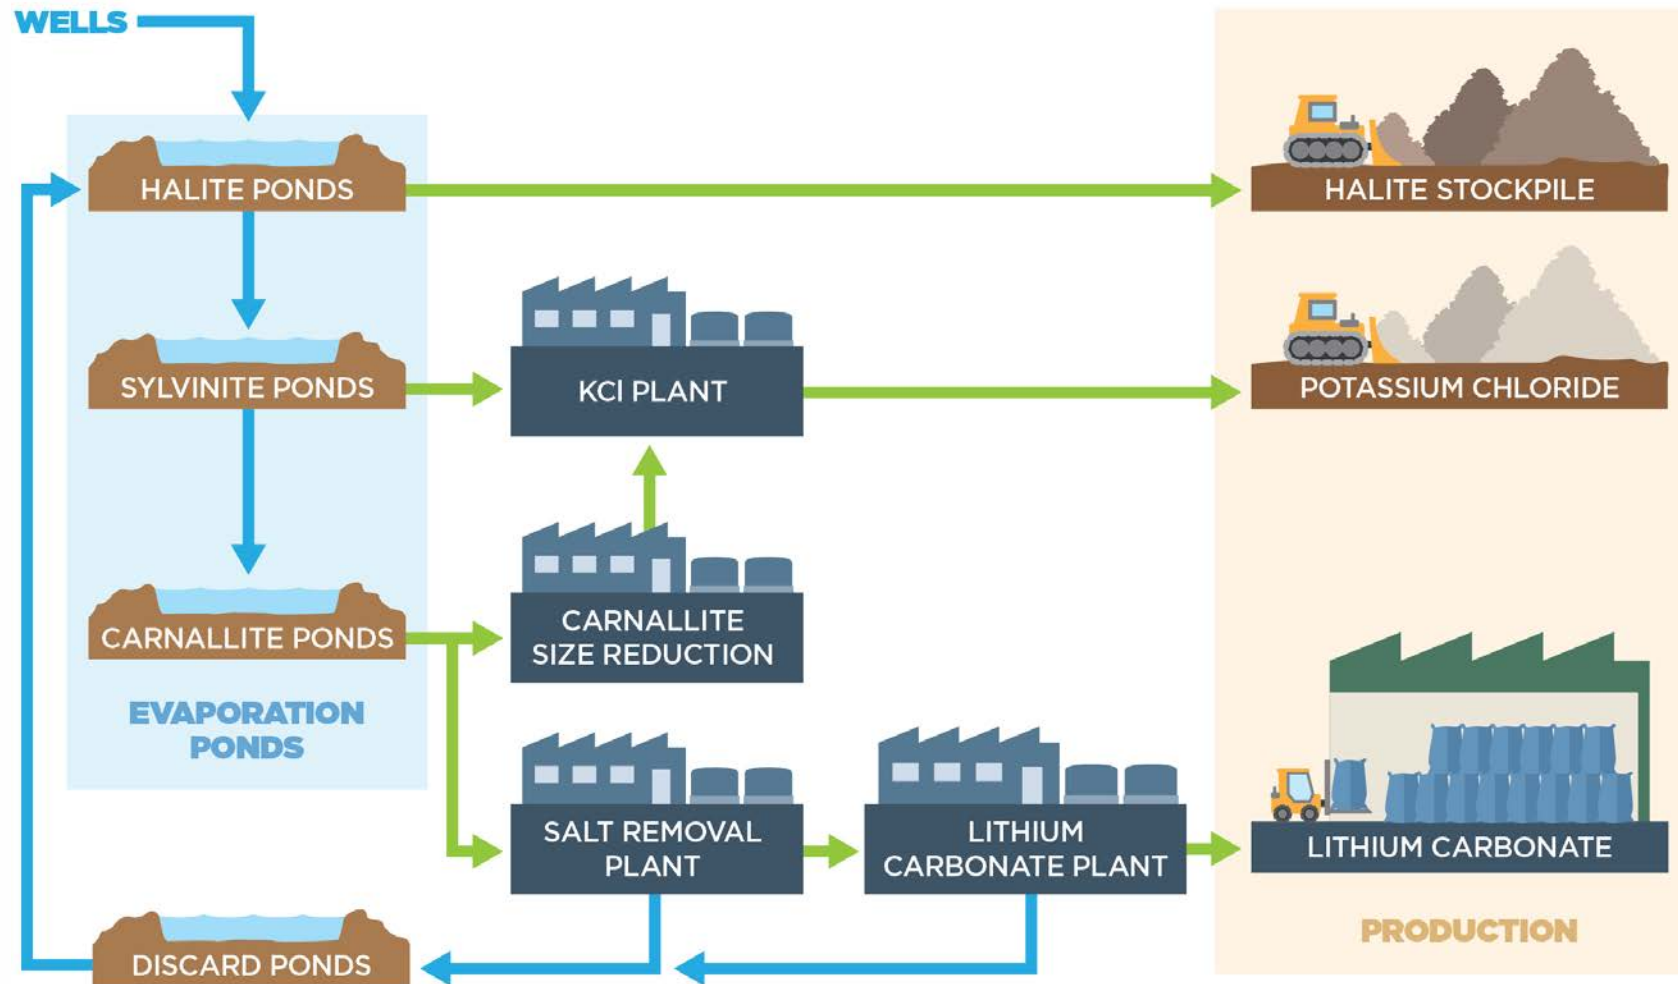 WELLS
HALITE PONDS
HALITE STOCKPILE
SYLVINITE PONDS
KCl PLANT
POTASSIUM CHLORIDE
CARNALLITE PONDS
CARNALLITE
SIZE REDUCTION
EVAPORATION
PONDS
SALT REMOVAL
PLANT
LITHIUM
CARBONATE PLANT
LITHIUM CARBONATE
PRODUCTION
DISCARD PONDS